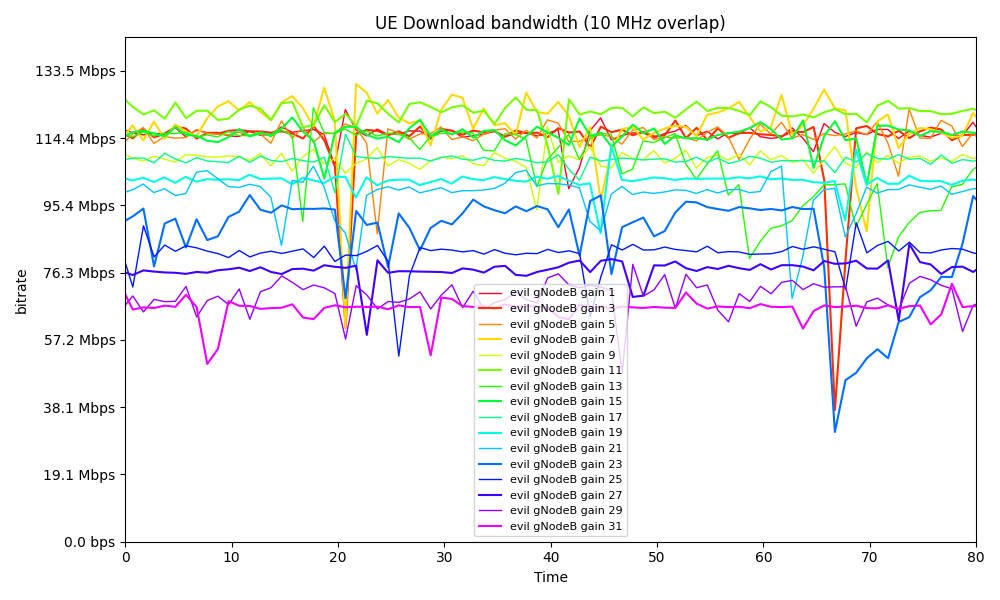 UE Download bandwidth (10 MHz overlap)
133.5 Mbps
114.4 Mbps
95.4 Mbps
76.3 Mbps
57.2 Mbps
38.1 Mbps
19.1 Mbps
0.0 bps
bitrate
evil gNodeB gain 1
evil gNodeB gain 3
evil gNodeB gain 5
evil gNodeB gain 7
evil gNodeB gain 9
evil gNodeB gain 11
evil gNodeB gain 13
evil gNodeB gain 15
evil gNodeB gain 17
evil gNodeB gain 19
evil gNodeB gain 21
evil gNodeB gain 23
evil gNodeB gain 25
evil gNodeB gain 27
evil gNodeB gain 29
evil gNodeB gain 31
0 10 20 30 40 50 60 70 80
Time